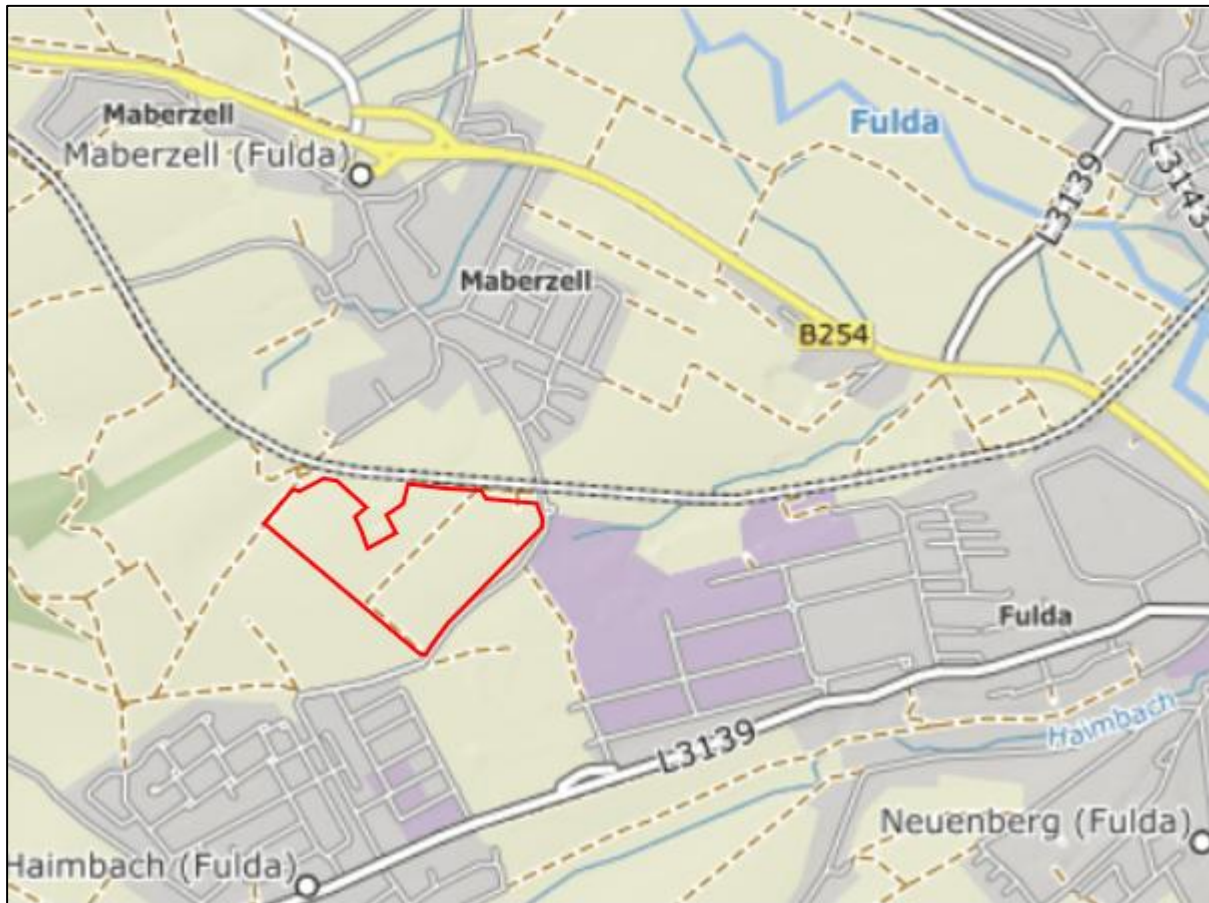 Maberzell
Maberzell (Fulda)
Fulda
L3139
L3143
Maberzell
B254
Fulda
L3139
Haimbach
Neuenberg (Fulda)
Haimbach (Fulda)